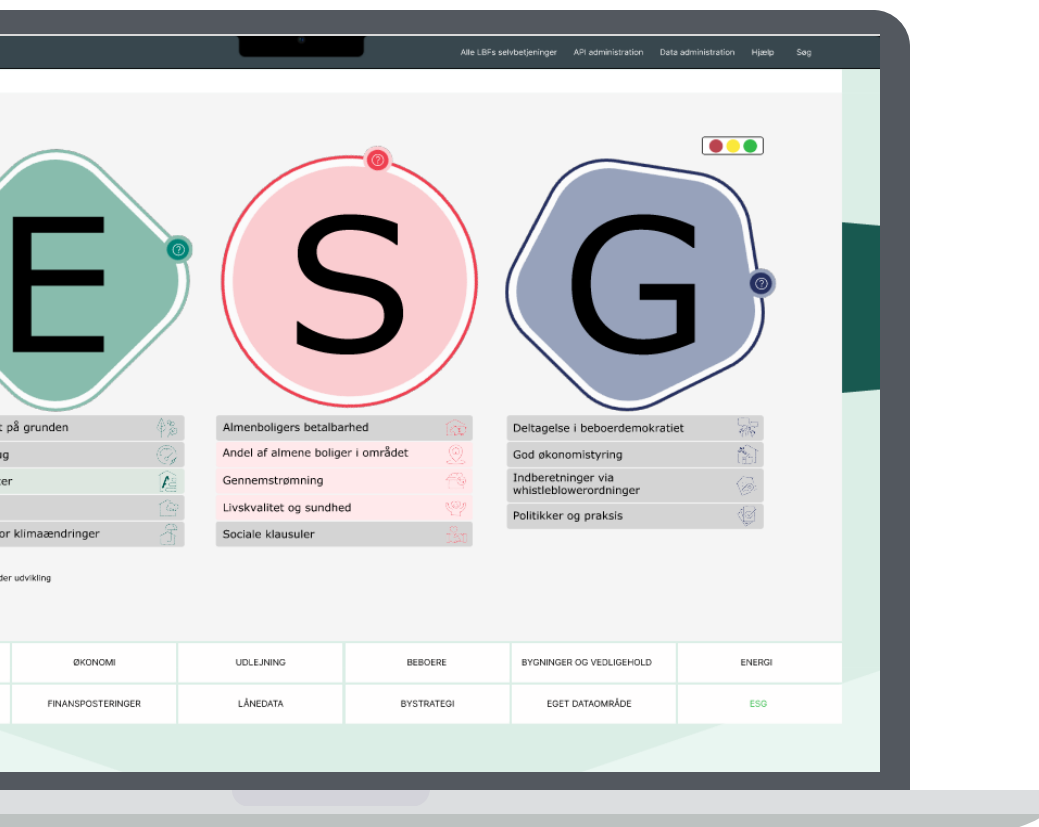 Alle LBFs selvbetjeninger API administration Data administration Hjælp Søg
E
S
G
på grunden
klimaændringer
Almenboligers betalbarhed
Andel af almene boliger i området
Gennemstrømning
Livskvalitet og sundhed
Sociale klausuler
Deltagelse i beboerdemokratiet
God økonomistyring
Indberetninger via
whistleblowerordninger
Politikker og praksis
udvikling
ØKONOMI UDLEJNING BEBOERE BYGNINGER OG VEDLIGEHOLD ENERGI
FINANSPOSTERINGER LÅNEDATA BYSTRATEGI EGET DATAOMRÅDE ESG